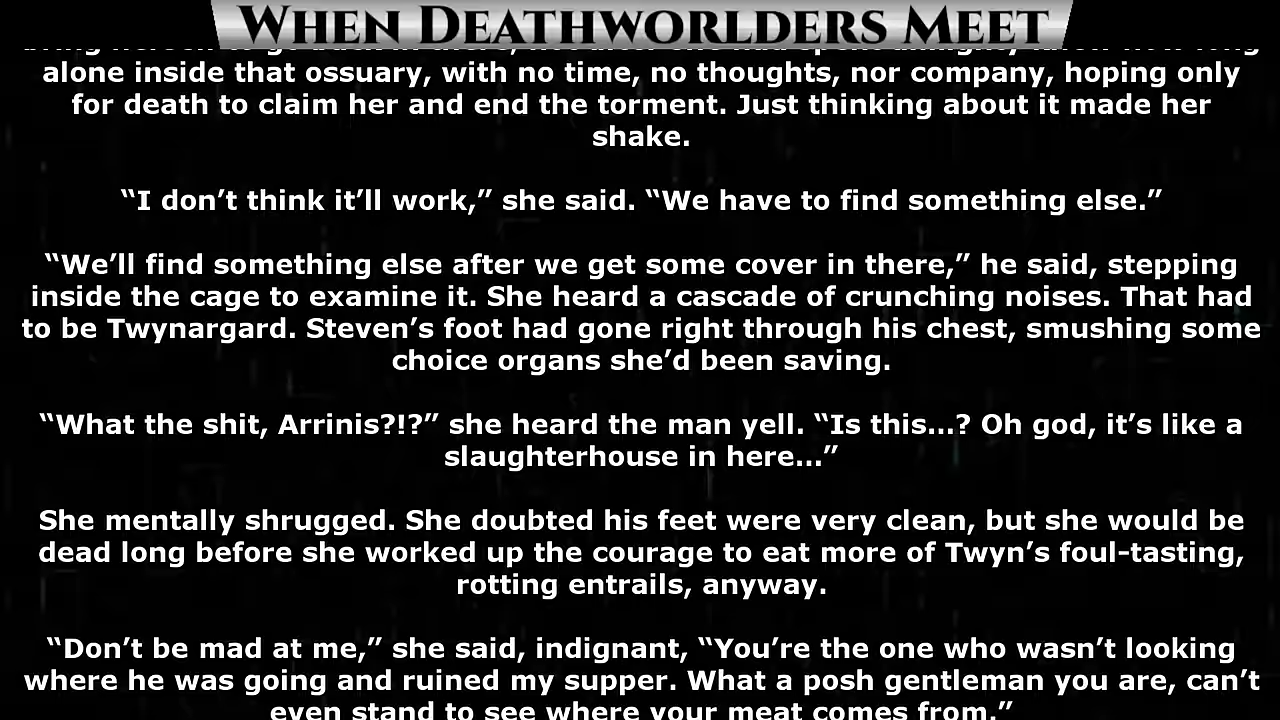 WHEN DEATHWORLDERS MEET
alone inside that ossuary, with no time, no thoughts, nor company, hoping only
for death to claim her and end the torment. Just thinking about it made her
shake.
“I don’t think it’ll work,” she said. “We have to find something else.”
“We’ll find something else after we get some cover in there,” he said, stepping
inside the cage to examine it. She heard a cascade of crunching noises. That had
to be Twynargard. Steven’s foot had gone right through his chest, smushing some
choice organs she’d been saving.
“What the shit, Arrinis?!?” she heard the man yell. “Is this...? Oh god, it’s like a
slaughterhouse in here...”
She mentally shrugged. She doubted his feet were very clean, but she would be
dead long before she worked up the courage to eat more of Twyn’s foul-tasting,
rotting entrails, anyway.
“Don’t be mad at me,” she said, indignant, “You’re the one who wasn’t looking
where he was going and ruined my supper. What a posh gentleman you are, can’t
even stand to see where your meat comes from.”